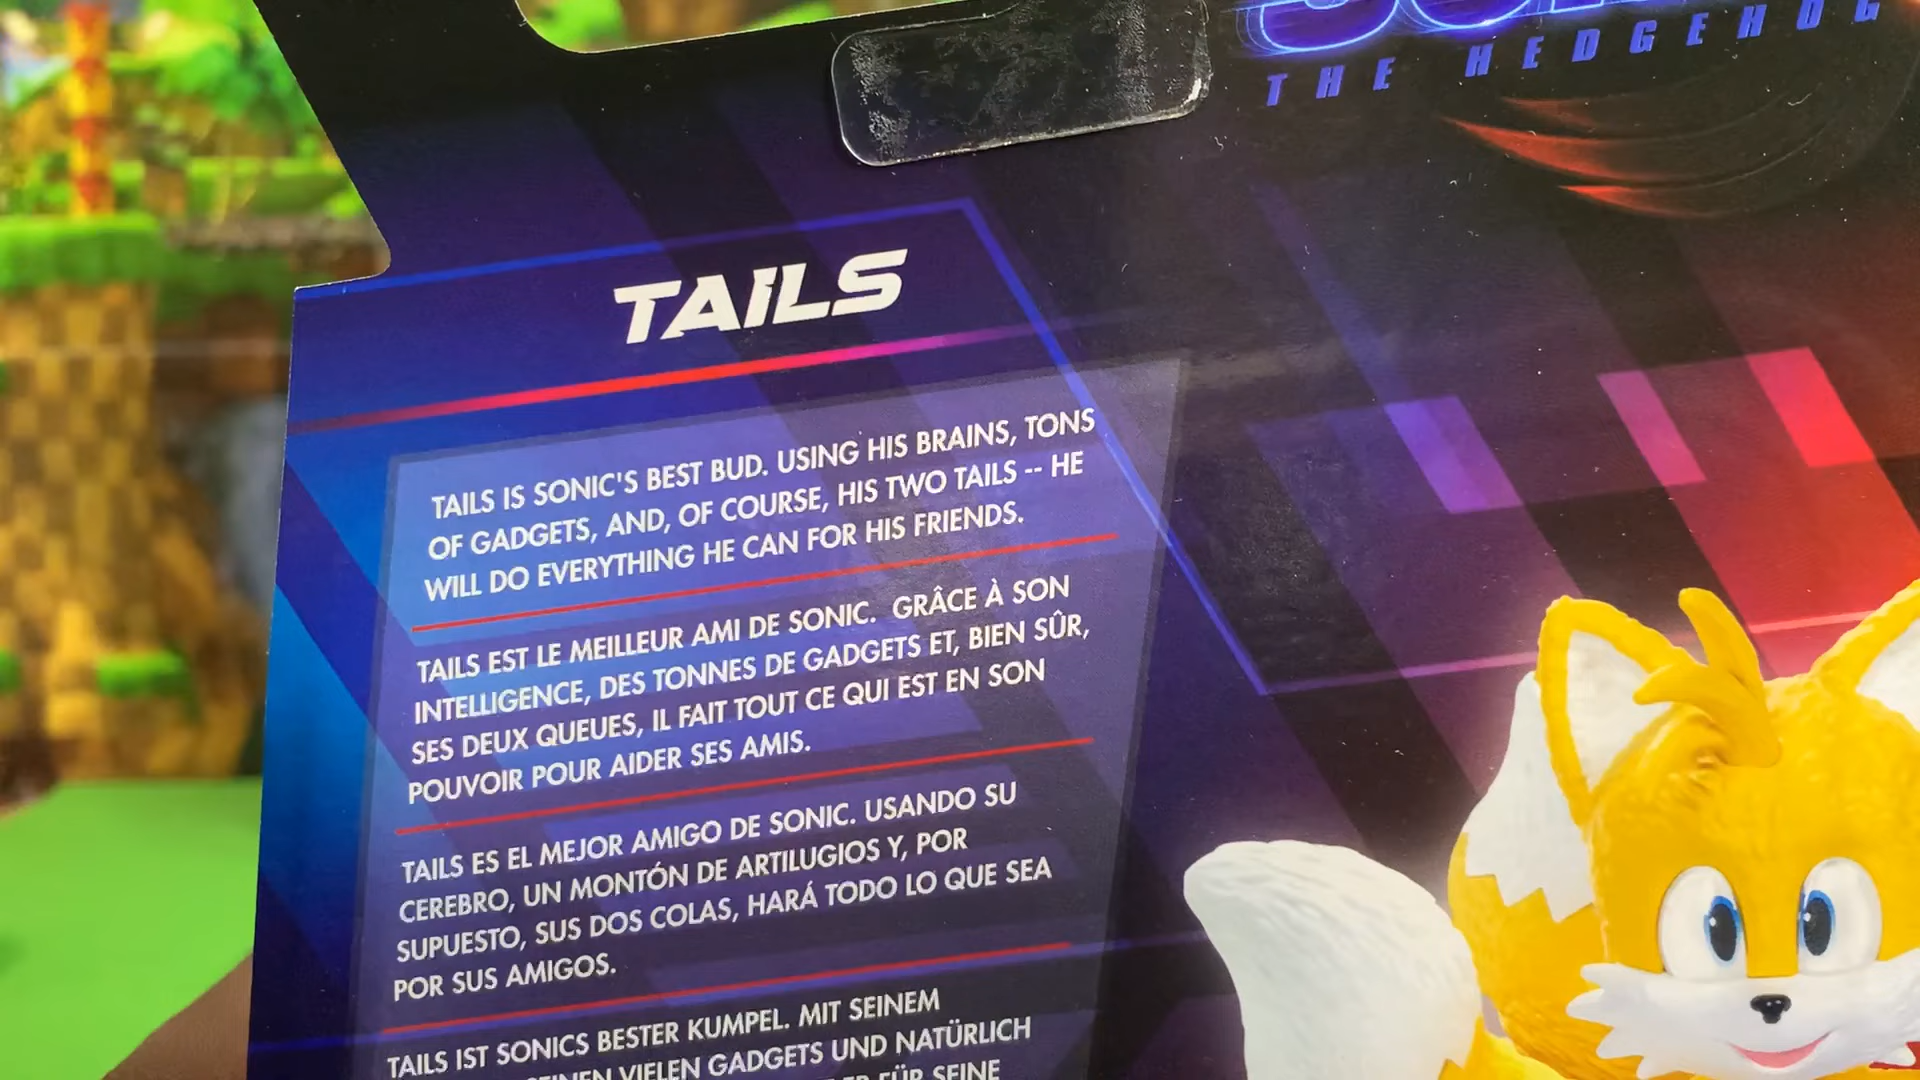 THE HEDGEHOG
TAILS
TAILS IS SONIC'S BEST BUD. USING HIS BRAINS, TONS
OF GADGETS, AND, OF COURSE, HIS TWO TAILS -- HE
WILL DO EVERYTHING HE CAN FOR HIS FRIENDS.
TAILS EST LE MEILLEUR AMI DE SONIC. GRÂCE À SON
INTELLIGENCE, DES TONNES DE GADGETS ET, BIEN SÛR,
SES DEUX QUEUES, IL FAIT TOUT CE QUI EST EN SON
POUVOIR POUR AIDER SES AMIS.
TAILS ES EL MEJOR AMIGO DE SONIC. USANDO SU
CEREBRO, UN MONTÓN DE ARTILUGIOS Y, POR
SUPUESTO, SUS DOS COLAS, HARÁ TODO LO QUE SEA
POR SUS AMIGOS.
TAILS IST SONICS BESTER KUMPEL. MIT SEINEM
VIELEN GADGETS UND NATÜRLICH
FÜR SEINE